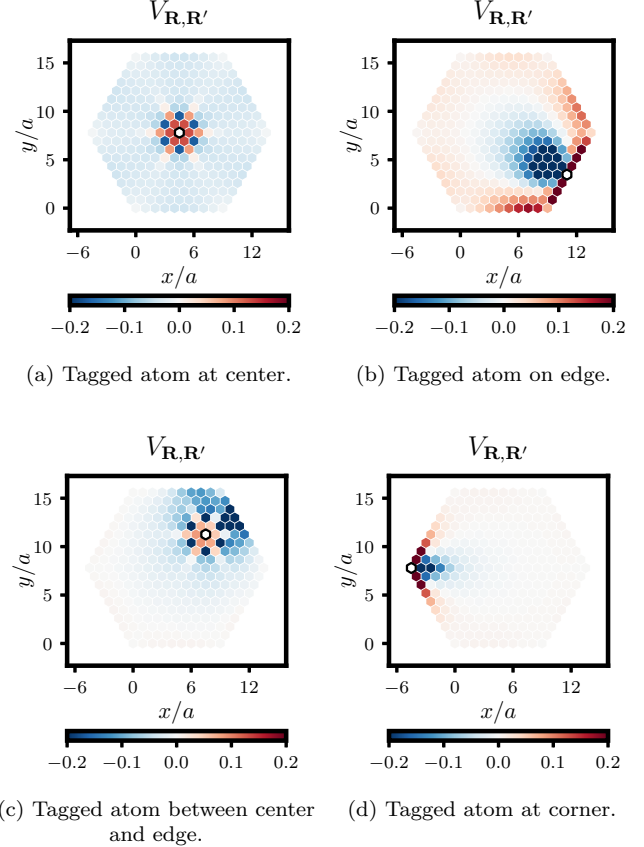 V_{R,R′}
V_{R,R′}
15
10
5
0
y/a
−6 0 6 12
x/a
−0.2 −0.1 0.0 0.1 0.2
15
10
5
0
y/a
−6 0 6 12
x/a
−0.2 −0.1 0.0 0.1 0.2
(a) Tagged atom at center.
(b) Tagged atom on edge.
V_{R,R′}
V_{R,R′}
15
10
5
0
y/a
−6 0 6 12
x/a
−0.2 −0.1 0.0 0.1 0.2
15
10
5
0
y/a
−6 0 6 12
x/a
−0.2 −0.1 0.0 0.1 0.2
c) Tagged atom between center
and edge.
(d) Tagged atom at corner.